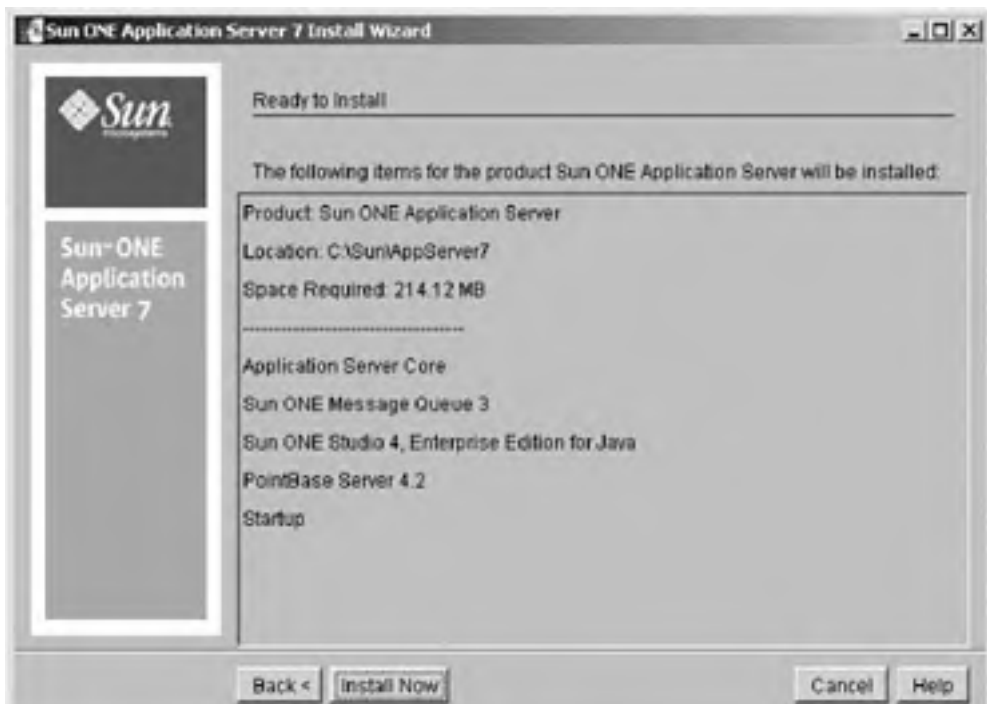 Sun ONE Application Server 7 Install Wizard
Sun
microsystems
Sun-ONE
Application
Server 7
Ready to Install
The following items for the product Sun ONE Application Server will be installed:
Product: Sun ONE Application Server
Location: C:\Sun\AppServer7
Space Required: 214.12 MB
--------------------------------------
Application Server Core
Sun ONE Message Queue 3
Sun ONE Studio 4, Enterprise Edition for Java
PointBase Server 4.2
Startup
Back <
Install Now
Cancel
Help